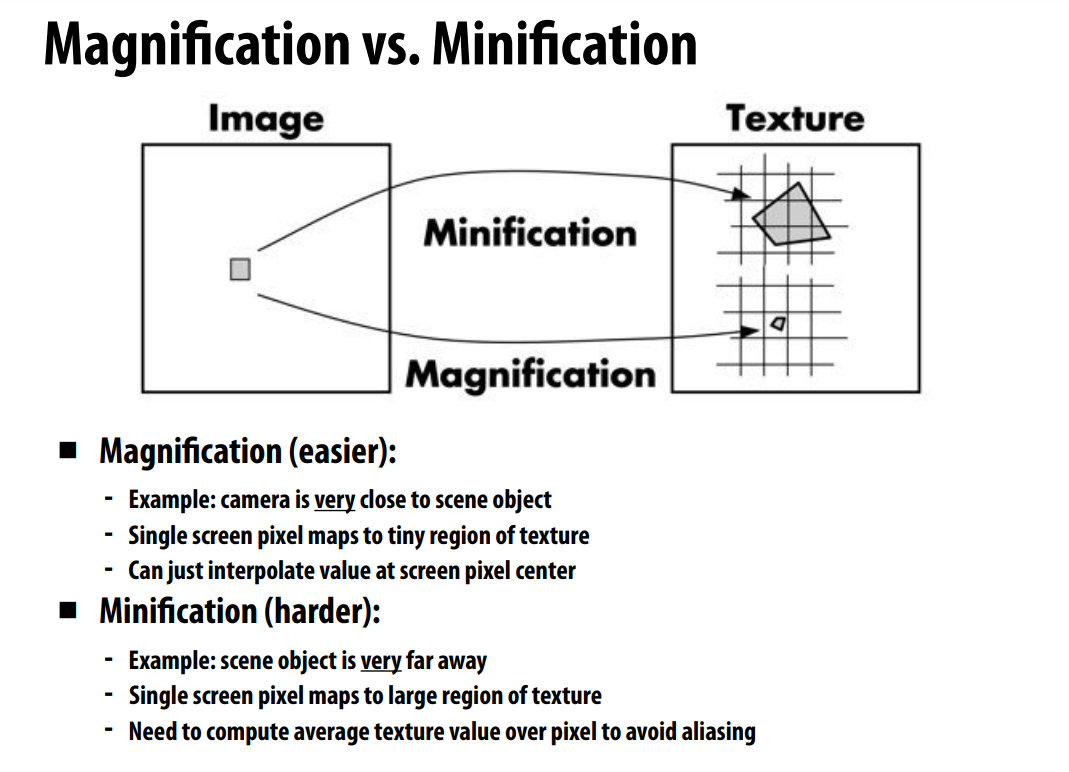 Magnification vs. Minification
Image
Texture
Minification
Magnification
■ Magnification (easier):
- Example: camera is very close to scene object
- Single screen pixel maps to tiny region of texture
- Can just interpolate value at screen pixel center
■ Minification (harder):
- Example: scene object is very far away
- Single screen pixel maps to large region of texture
- Need to compute average texture value over pixel to avoid aliasing